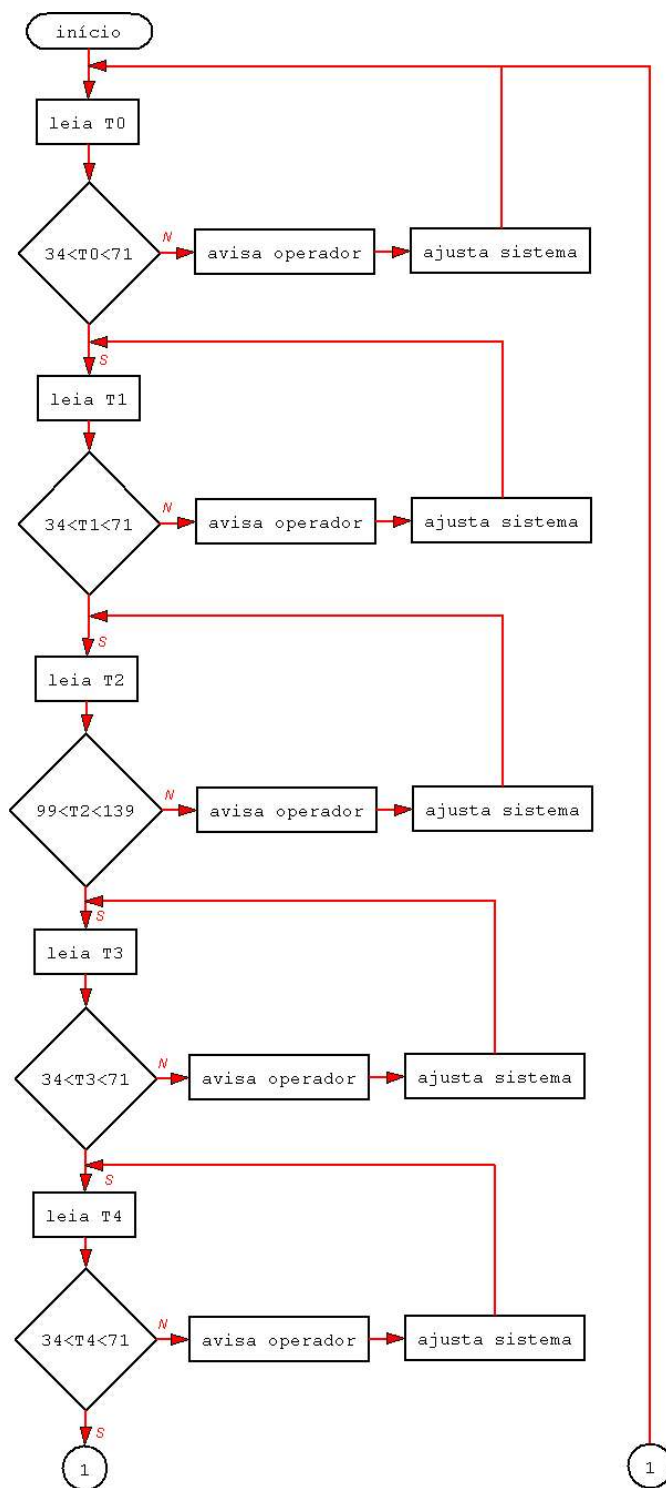 início
leia T0
34<T0<71
N
avisa operador
ajusta sistema
S
leia T1
34<T1<71
N
avisa operador
ajusta sistema
S
leia T2
99<T2<139
N
avisa operador
ajusta sistema
S
leia T3
34<T3<71
N
avisa operador
ajusta sistema
S
leia T4
34<T4<71
N
avisa operador
ajusta sistema
S
1
1